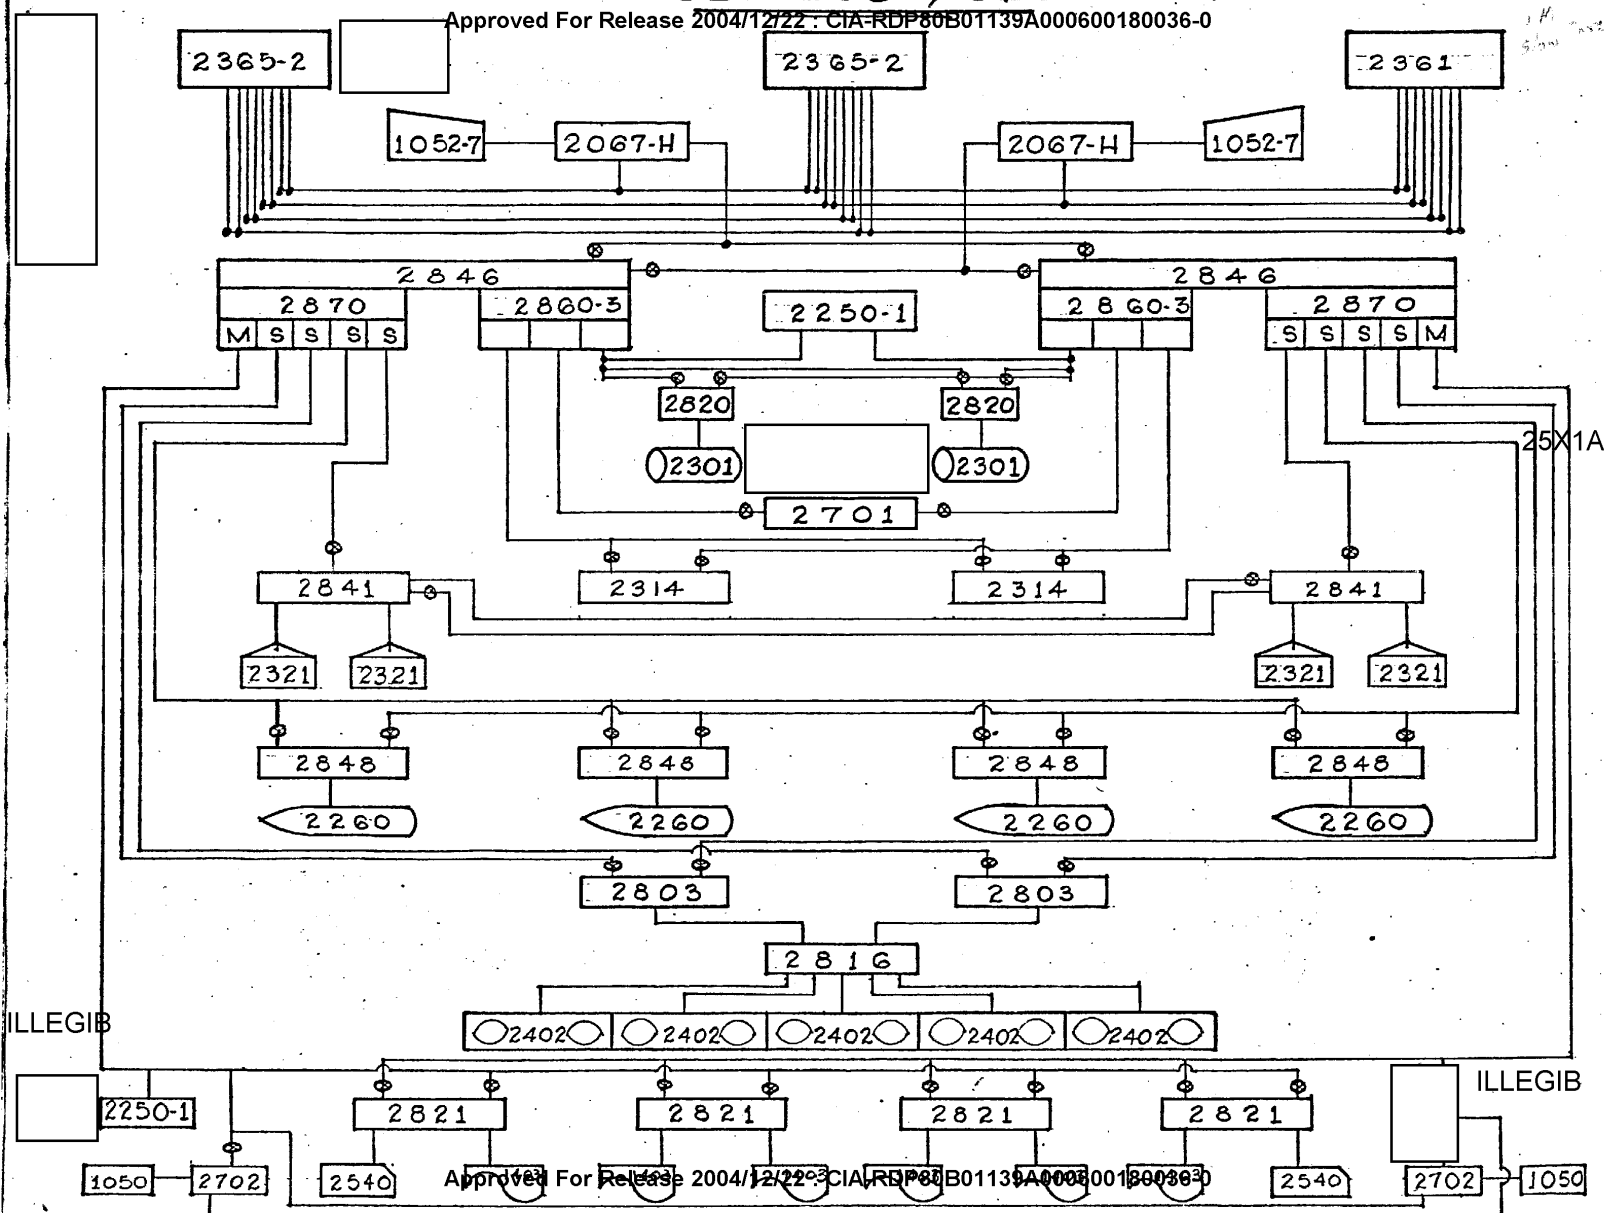 Approved For Release 2004/12/22 : CIA-RDP80B01139A000600180036-0
2365-2 2365-2 2361
1052-7 2067-H 2067-H 1052-7
2846 2846
2870 2860-3 2250-1 2860-3 2870
M S S S S S S S S M
2820 2820
25X1A
2301 2301
2701
2841 2314 2314 2841
2321 2321 2321 2321
2848 2848 2848 2848
2260 2260 2260 2260
2803 2803
2816
ILLEGIB
2402 2402 2402 2402 2402
ILLEGIB
2250-1 2821 2821 2821 2821
1050 2702 2540 2540 2702 1050
Approved For Release 2004/12/22 : CIA-RDP80B01139A000600180036-0